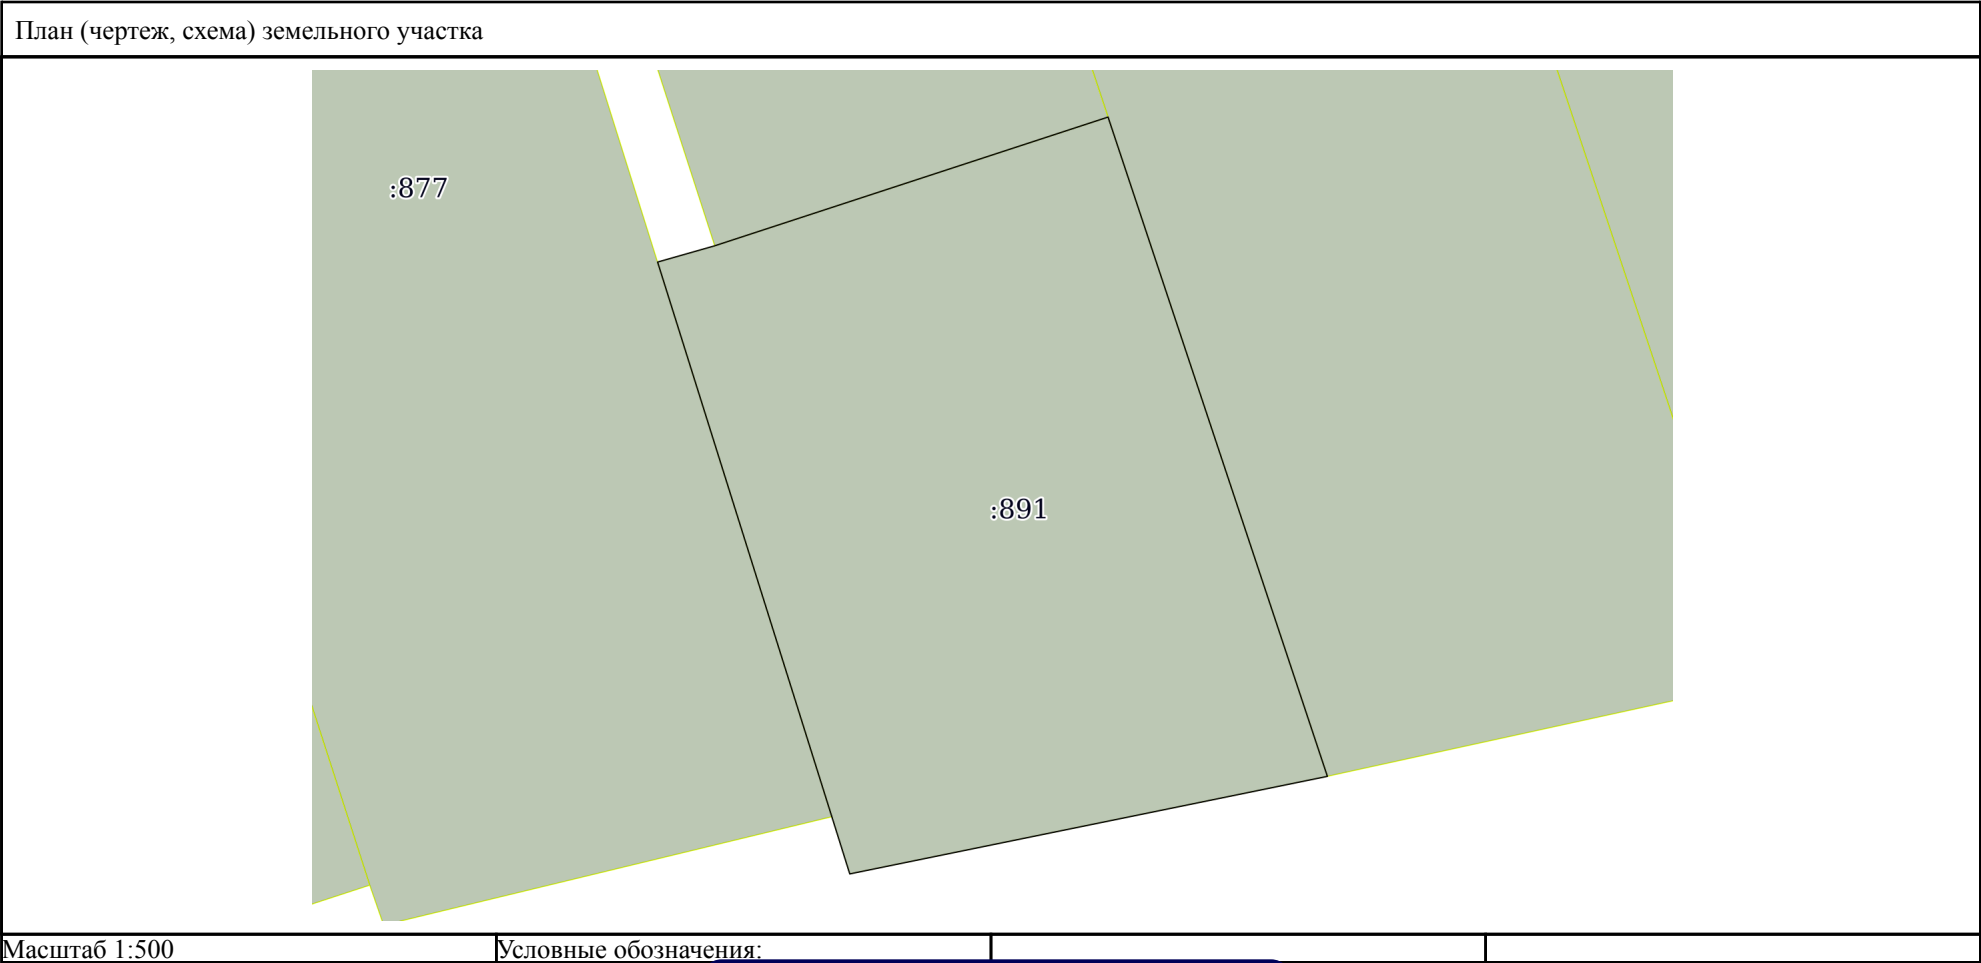 План (чертеж, схема) земельного участка
:877
:891
Масштаб 1:500
Условные обозначения: